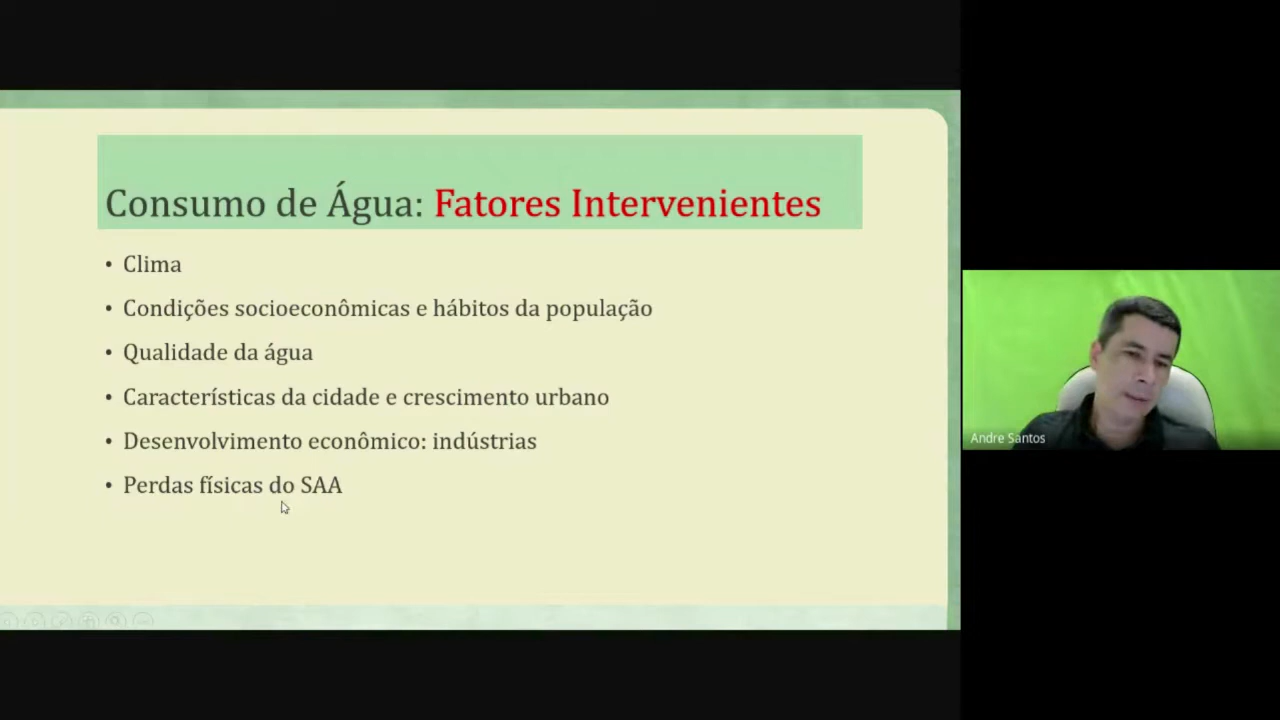 Consumo de Água: Fatores Intervenientes
• Clima
• Condições socioeconômicas e hábitos da população
• Qualidade da água
• Características da cidade e crescimento urbano
• Desenvolvimento econômico: indústrias
• Perdas físicas do SAA
Andre Santos